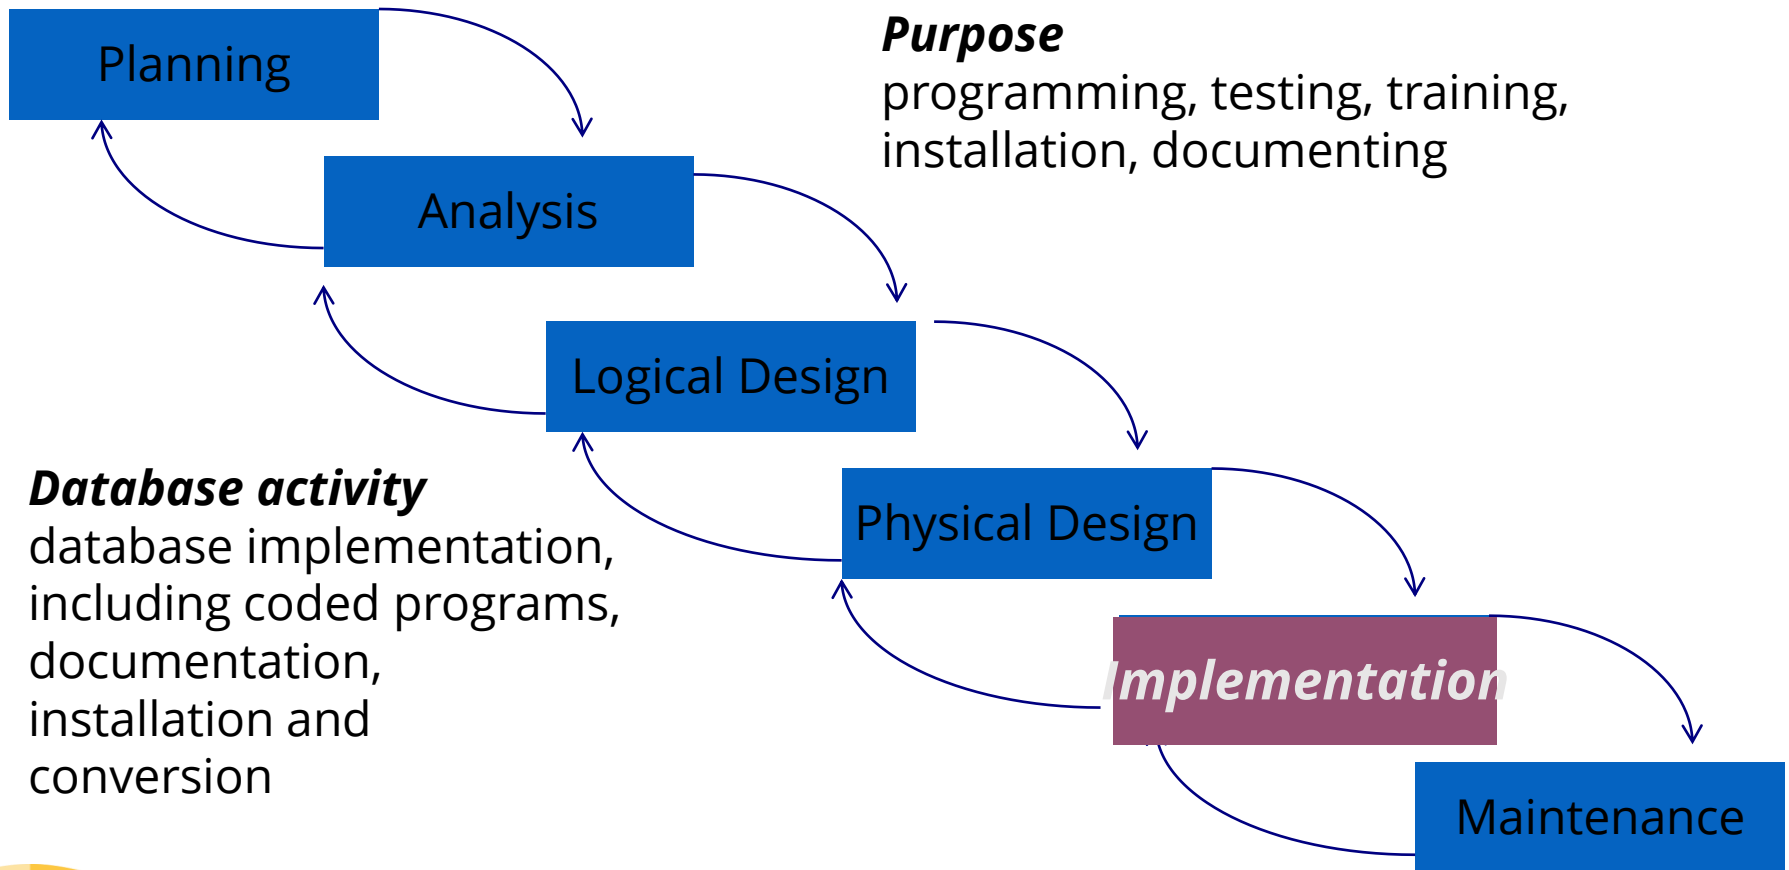 Planning
Purpose
programming, testing, training,
installation, documenting
Analysis
Logical Design
Database activity
database implementation,
including coded programs,
documentation,
installation and
conversion
Physical Design
Implementation
Maintenance